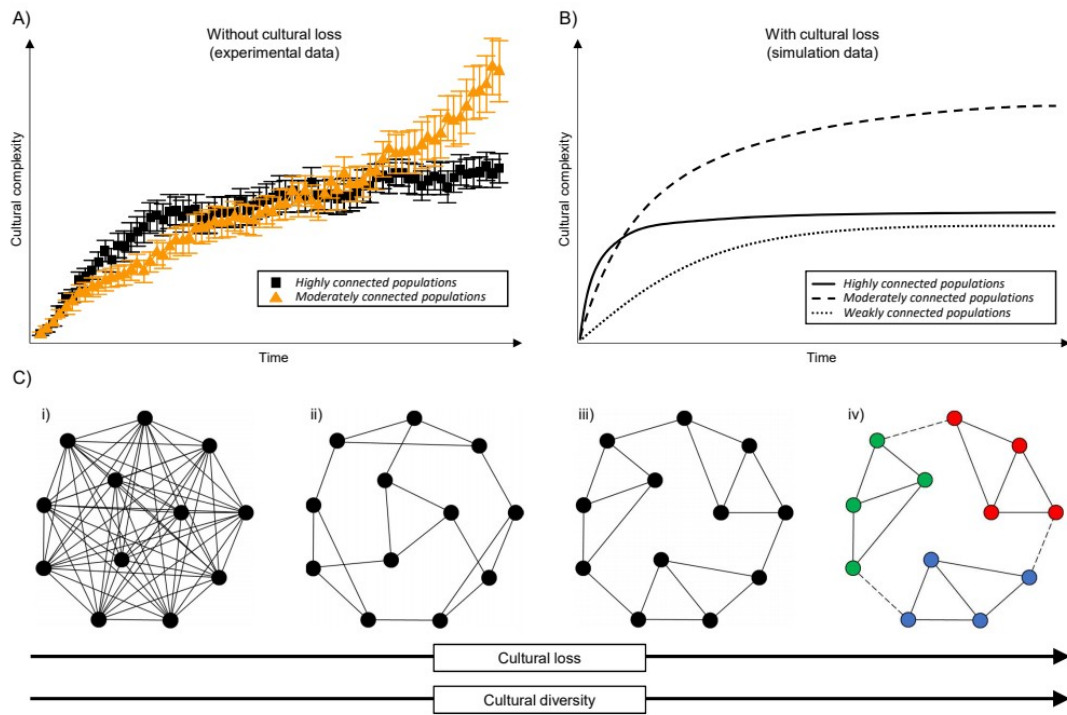 A)
Without cultural loss
(experimental data)
Cultural complexity
Highly connected populations
Moderately connected populations
Time
B)
With cultural loss
(simulation data)
Cultural complexity
Highly connected populations
Moderately connected populations
Weakly connected populations
Time
C)
i)
ii)
iii)
iv)
Cultural loss
Cultural diversity